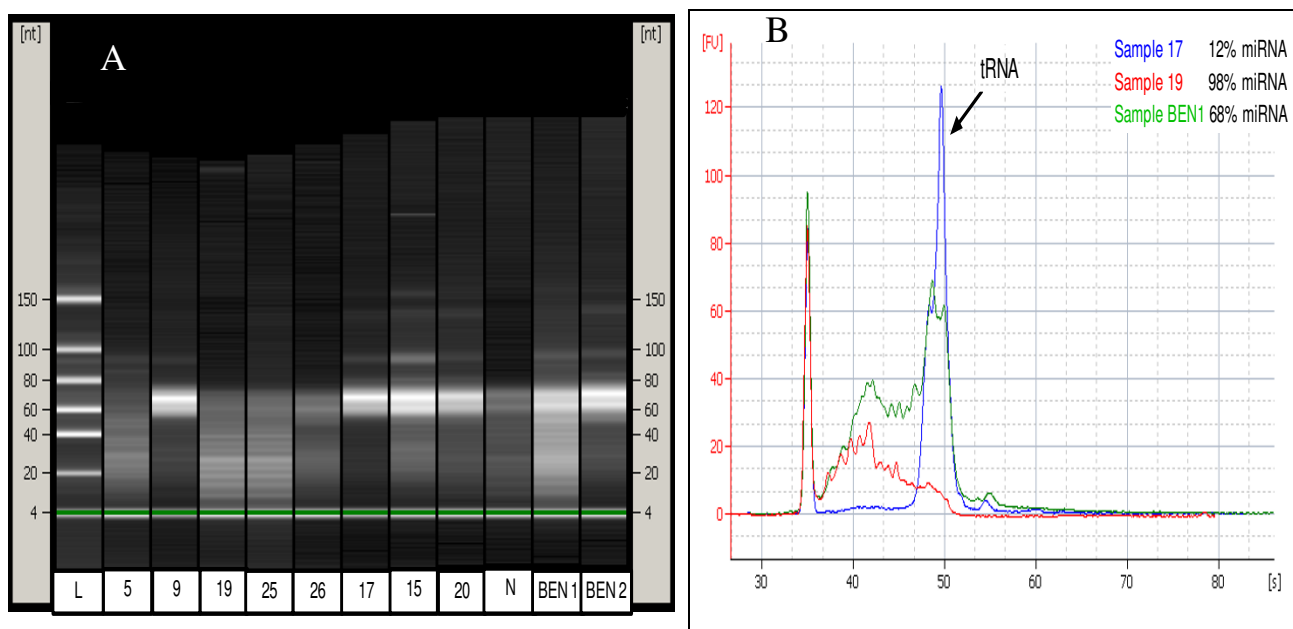 A
[nt]
[nt]
150
100
80
60
40
20
4
150
100
80
60
40
20
4
L 5 9 19 25 26 17 15 20 N BEN 1 BEN 2
B
[FU]
Sample 17 12% miRNA
Sample 19 98% miRNA
Sample BEN1 68% miRNA
tRNA
120
100
80
60
40
20
0
30 40 50 60 70 80 [s]